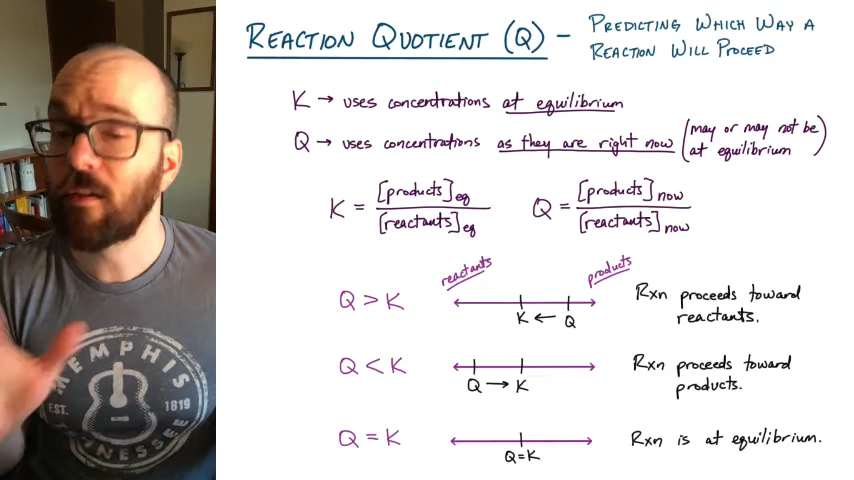 REACTION QUOTIENT (Q) - PREDICTING WHICH WAY A
REACTION WILL PROCEED
K → uses concentrations at equilibrium
Q → uses concentrations as they are right now (may or may not be
at equilibrium)
K = [products]eq / [reactants]eq
Q = [products]now / [reactants]now
reactants
products
Q > K
K ← Q
Rxn proceeds toward
reactants.
Q < K
Q → K
Rxn proceeds toward
products.
Q = K
Q=K
Rxn is at equilibrium.
MEMPHIS
EST. 1819
TENNESSEE